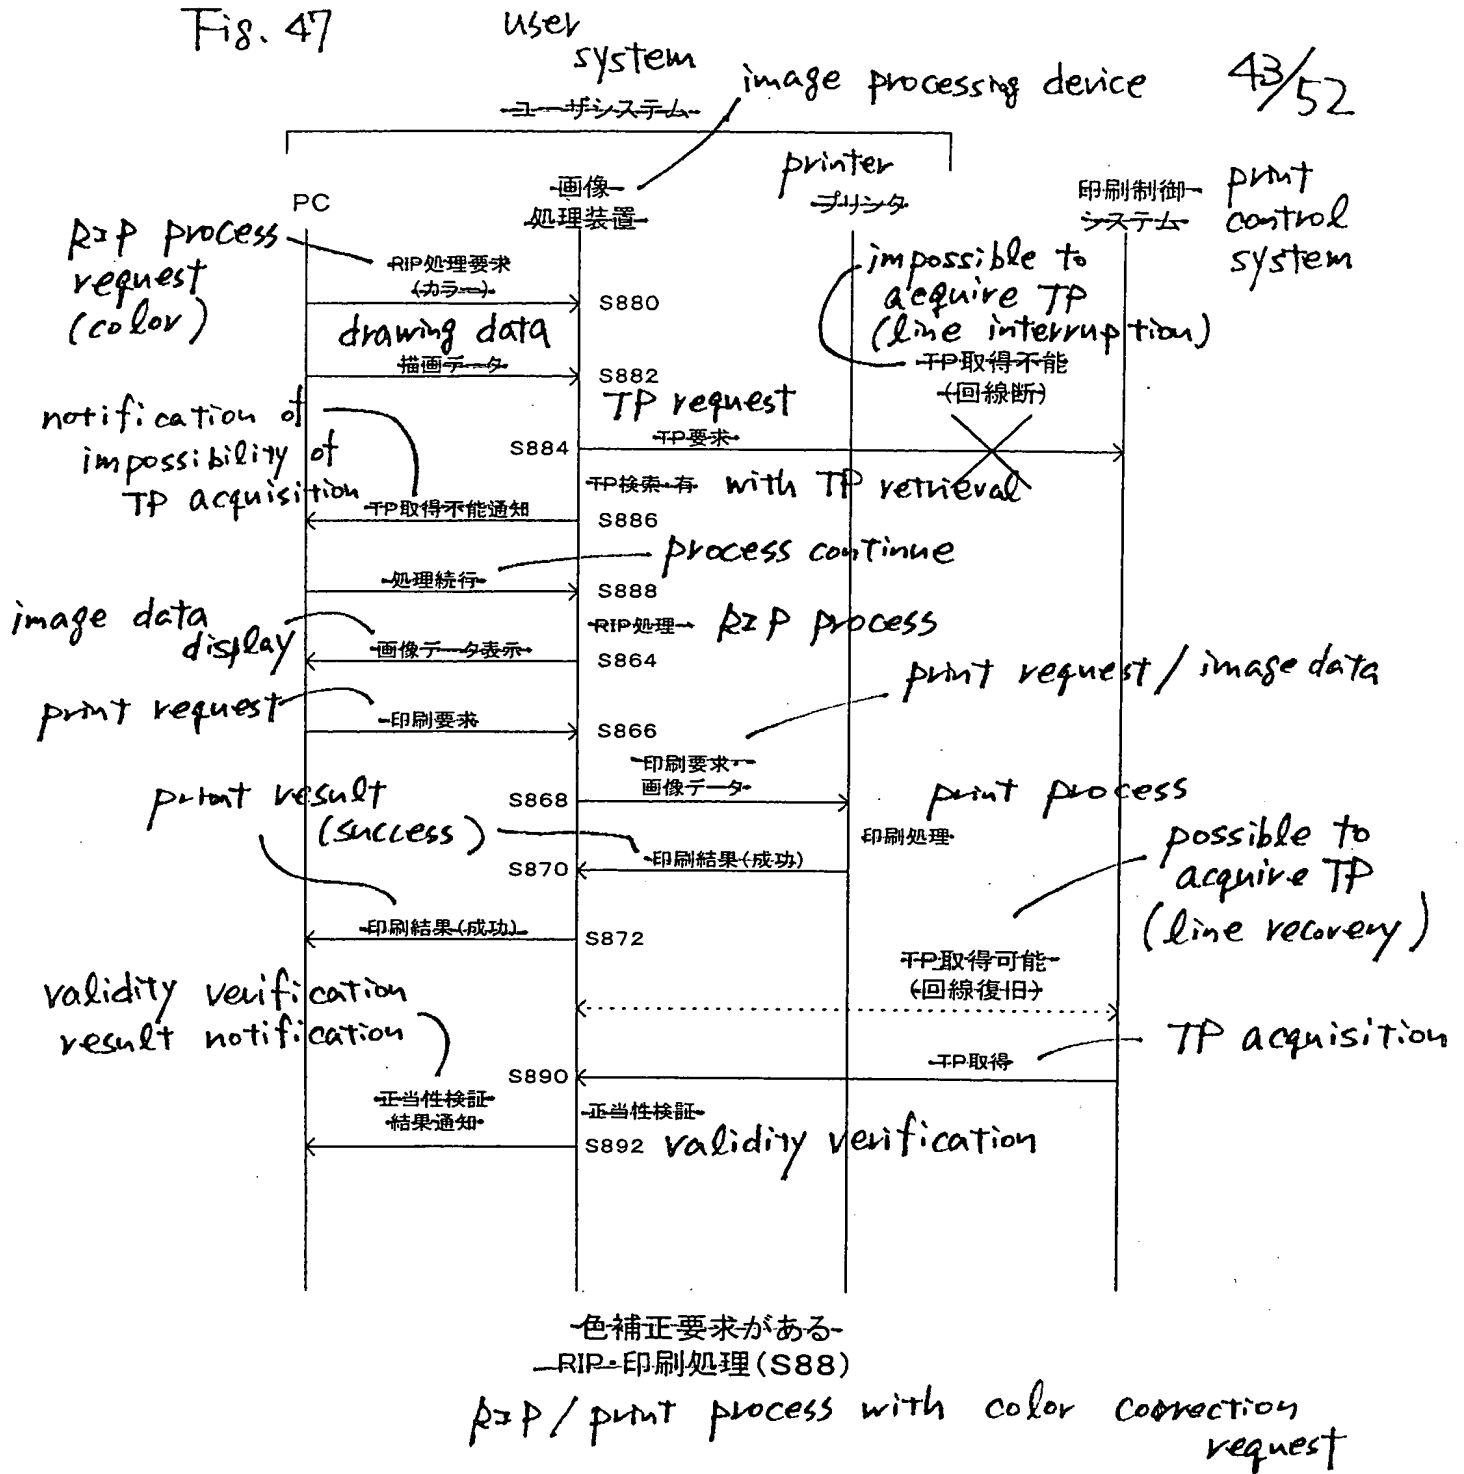 Fig. 47
43/52
user
system
ユーザシステム
image processing device
PC
画像
処理装置
printer
プリンタ
印刷制御
システム
print
control
system
RIP process
request
(color)
RIP処理要求
(カラー)
S880
impossible to
acquire TP
(line interruption)
TP取得不能
(回線断)
drawing data
描画データ
S882
TP request
TP要求
S884
notification of
impossibility of
TP acquisition
TP検索・有
with TP retrieval
TP取得不能通知
S886
process continue
処理続行
S888
RIP処理
RIP process
image data
display
画像データ表示
S864
print request / image data
print request
印刷要求
S866
印刷要求・
画像データ
S868
print process
印刷処理
print result
(success)
印刷結果(成功)
S870
possible to
acquire TP
(line recovery)
印刷結果(成功)
S872
TP取得可能
(回線復旧)
validity verification
result notification
TP acquisition
TP取得
S890
正当性検証
結果通知
正当性検証
S892
validity verification
色補正要求がある
RIP・印刷処理(S88)
RIP / print process with color correction
request